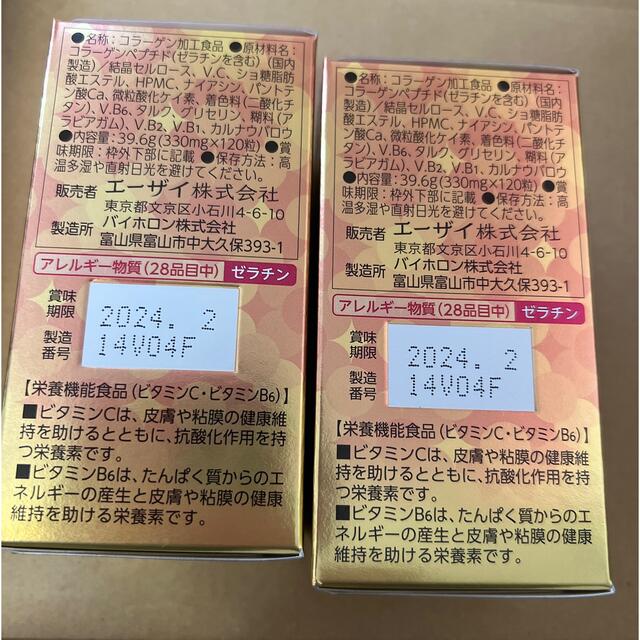 ●名称：コラーゲン加工食品 ●原材料名：
コラーゲンペプチド(ゼラチンを含む)(国内
製造)／結晶セルロース、V.C、ショ糖脂肪
酸エステル、HPMC、ナイアシン、パントテ
ン酸Ca、微粒酸化ケイ素、着色料(二酸化チ
タン)、V.B6、タルク、グリセリン、糊料(ア
ラビアガム)、V.B2、V.B1、カルナウバロウ
●内容量：39.6g(330mg×120粒) ●賞
味期限：枠外下部に記載 ●保存方法：高
温多湿や直射日光を避けてください。
販売者 エーザイ株式会社
東京都文京区小石川4-6-10
製造所 バイホロン株式会社
富山県富山市中大久保393-1
アレルギー物質(28品目中) ゼラチン
賞味
期限
2024. 2
製造
番号
14V04F
【栄養機能食品(ビタミンC・ビタミンB6)】
■ビタミンCは、皮膚や粘膜の健康維
持を助けるとともに、抗酸化作用を持
つ栄養素です。
■ビタミンB6は、たんぱく質からのエ
ネルギーの産生と皮膚や粘膜の健康
維持を助ける栄養素です。
●名称：コラーゲン加工食品 ●原材料名：
コラーゲンペプチド(ゼラチンを含む)(国内
製造)／結晶セルロース、V.C、ショ糖脂肪
酸エステル、HPMC、ナイアシン、パントテ
ン酸Ca、微粒酸化ケイ素、着色料(二酸化チ
タン)、V.B6、タルク、グリセリン、糊料(ア
ラビアガム)、V.B2、V.B1、カルナウバロウ
●内容量：39.6g(330mg×120粒) ●賞
味期限：枠外下部に記載 ●保存方法：高
温多湿や直射日光を避けてください。
販売者 エーザイ株式会社
東京都文京区小石川4-6-10
製造所 バイホロン株式会社
富山県富山市中大久保393-1
アレルギー物質(28品目中) ゼラチン
賞味
期限
2024. 2
製造
番号
14V04F
【栄養機能食品(ビタミンC・ビタミンB6)】
■ビタミンCは、皮膚や粘膜の健康維
持を助けるとともに、抗酸化作用を持
つ栄養素です。
■ビタミンB6は、たんぱく質からのエ
ネルギーの産生と皮膚や粘膜の健康
維持を助ける栄養素です。